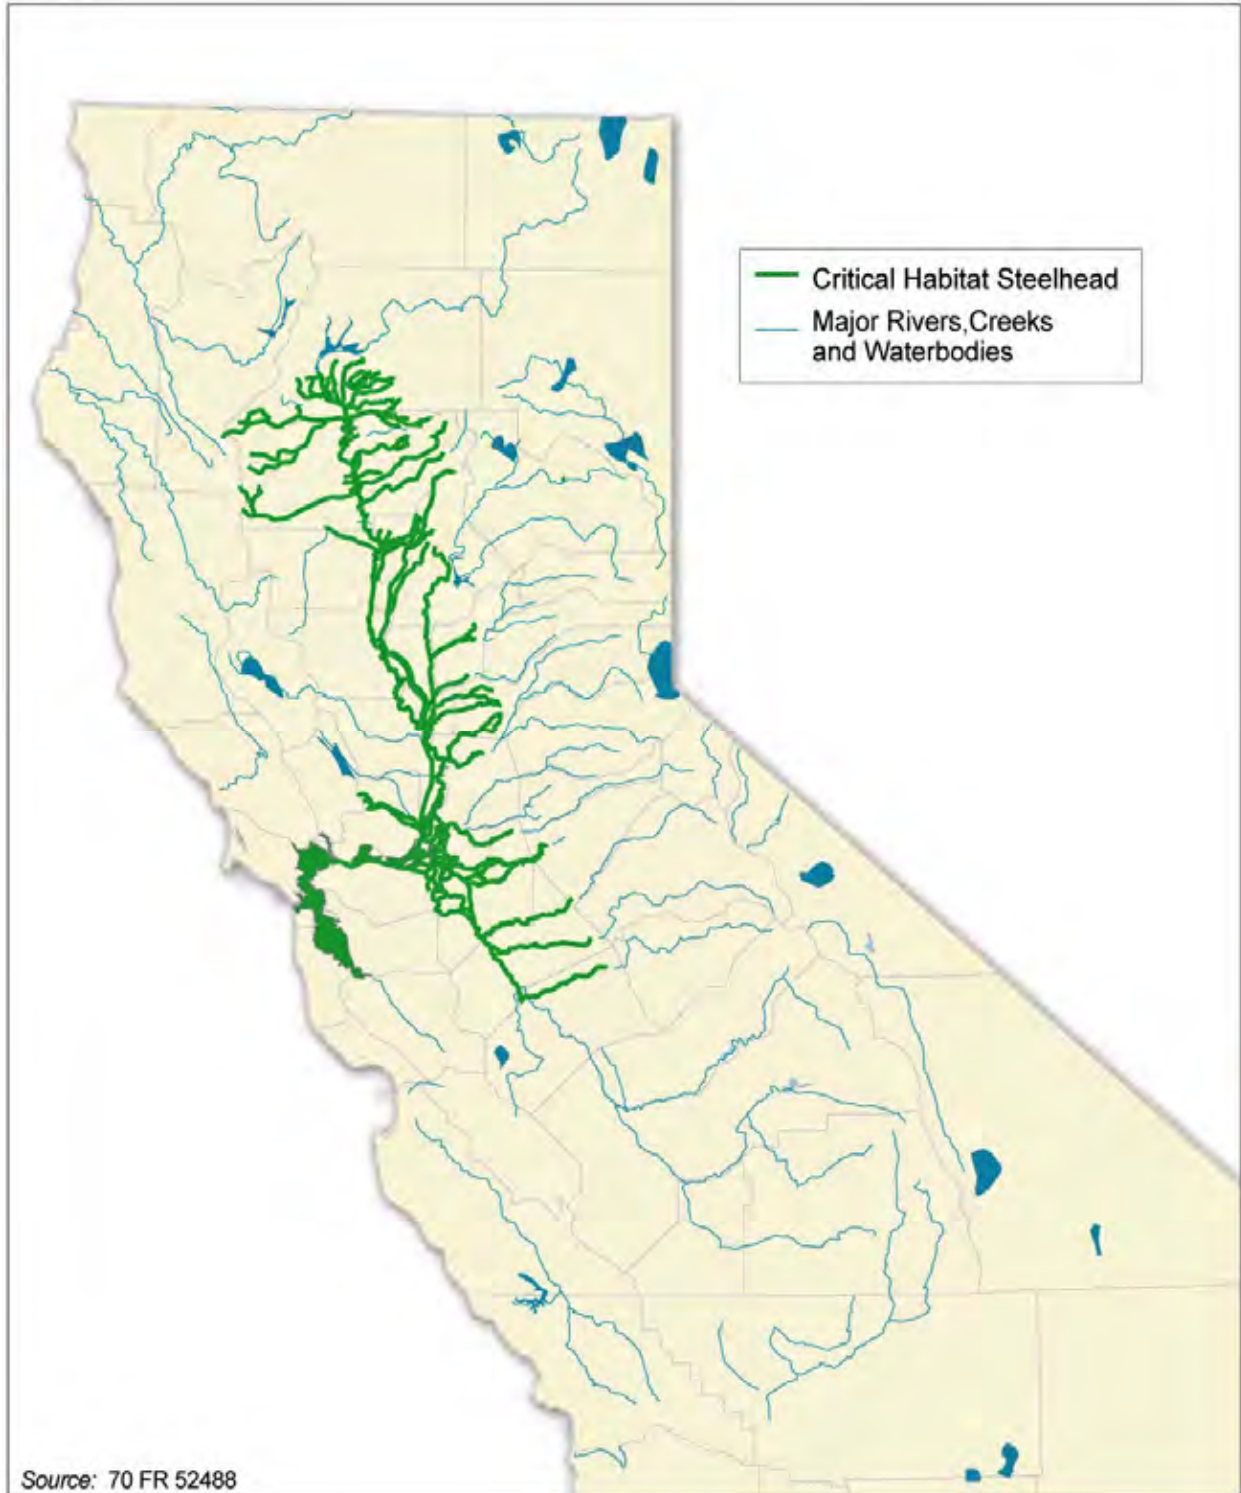 Critical Habitat Steelhead
Major Rivers,Creeks
and Waterbodies
Source: 70 FR 52488